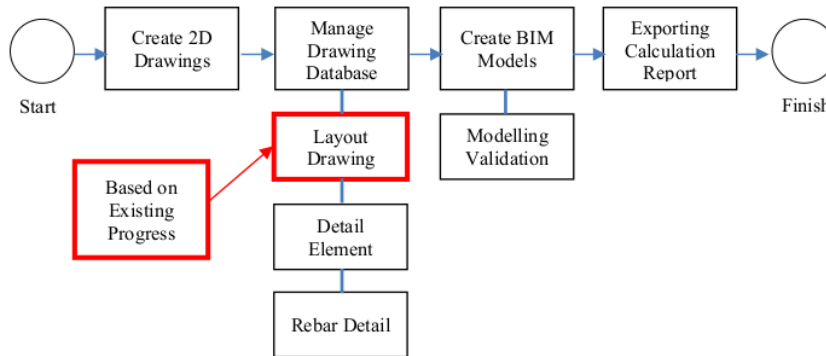 Create 2D
Drawings
Manage
Drawing
Database
Create BIM
Models
Exporting
Calculation
Report
Start
Finish
Layout
Drawing
Modelling
Validation
Based on
Existing
Progress
Detail
Element
Rebar Detail